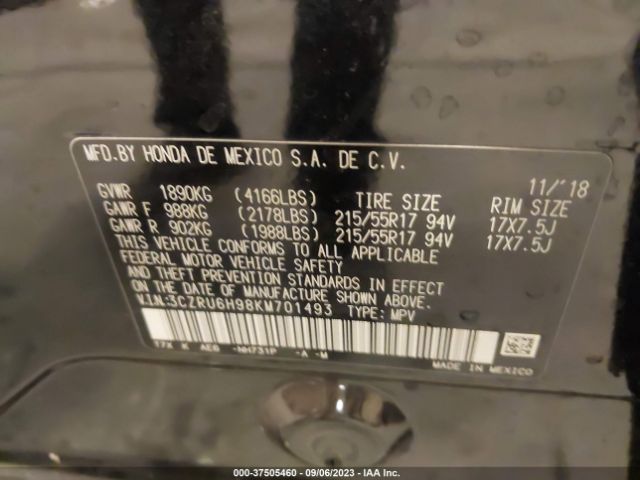 MFD. BY HONDA DE MEXICO S.A. DE C.V.
11/'18
GVWR 1890KG (4166LBS) TIRE SIZE RIM SIZE
GAWR F 988KG (2178LBS) 215/55R17 94V 17X7.5J
GAWR R 902KG (1988LBS) 215/55R17 94V 17X7.5J
THIS VEHICLE CONFORMS TO ALL APPLICABLE
FEDERAL MOTOR VEHICLE SAFETY
AND THEFT PREVENTION STANDARDS IN EFFECT
ON THE DATE OF MANUFACTURE SHOWN ABOVE.
VIN:3CZRU6H98KM701493 TYPE: MPV
T7X K AE6 -NH731P -A -M
MADE IN MEXICO
000-37505460 - 09/06/2023 - IAA Inc.